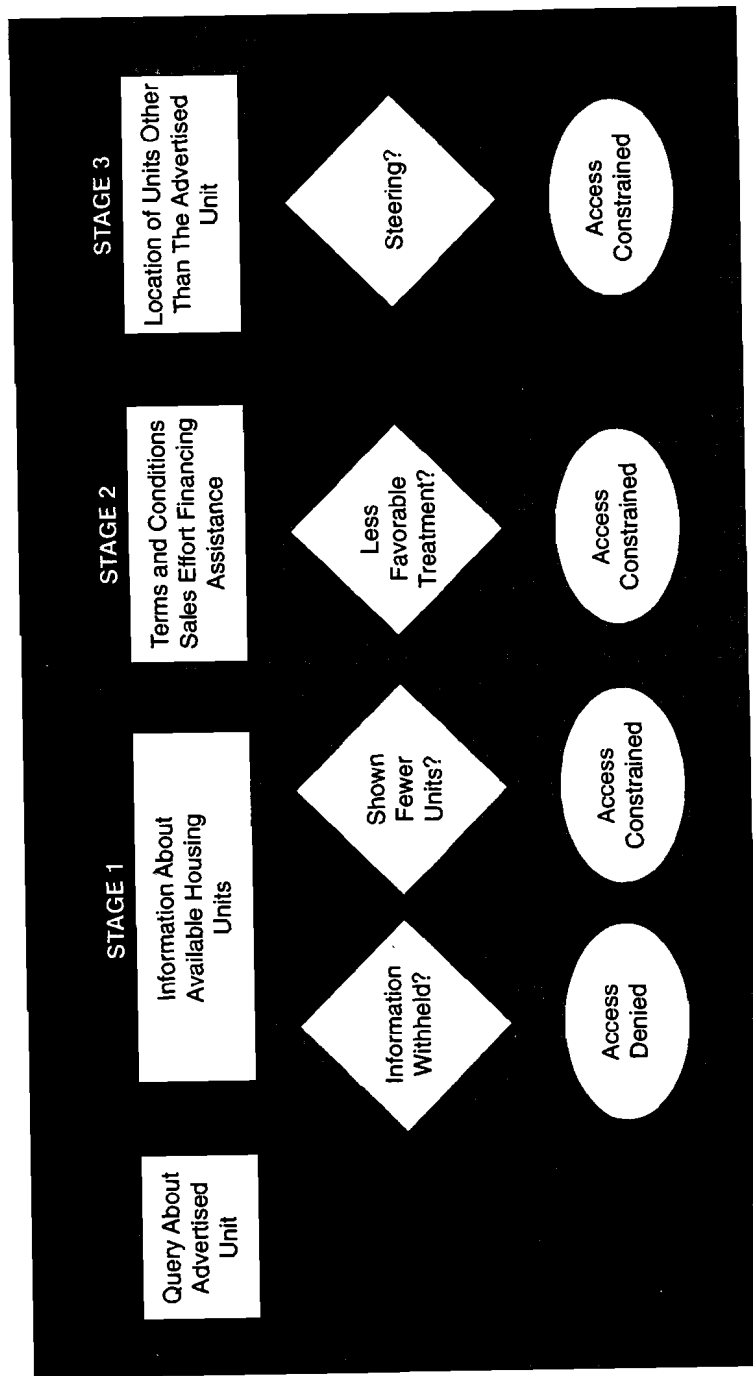 STAGE 1
STAGE 2
STAGE 3
Query About
Advertised
Unit
Information About
Available Housing
Units
Terms and Conditions
Sales Effort Financing
Assistance
Location of Units Other
Than The Advertised
Unit
Information
Withheld?
Shown
Fewer
Units?
Less
Favorable
Treatment?
Steering?
Access
Denied
Access
Constrained
Access
Constrained
Access
Constrained